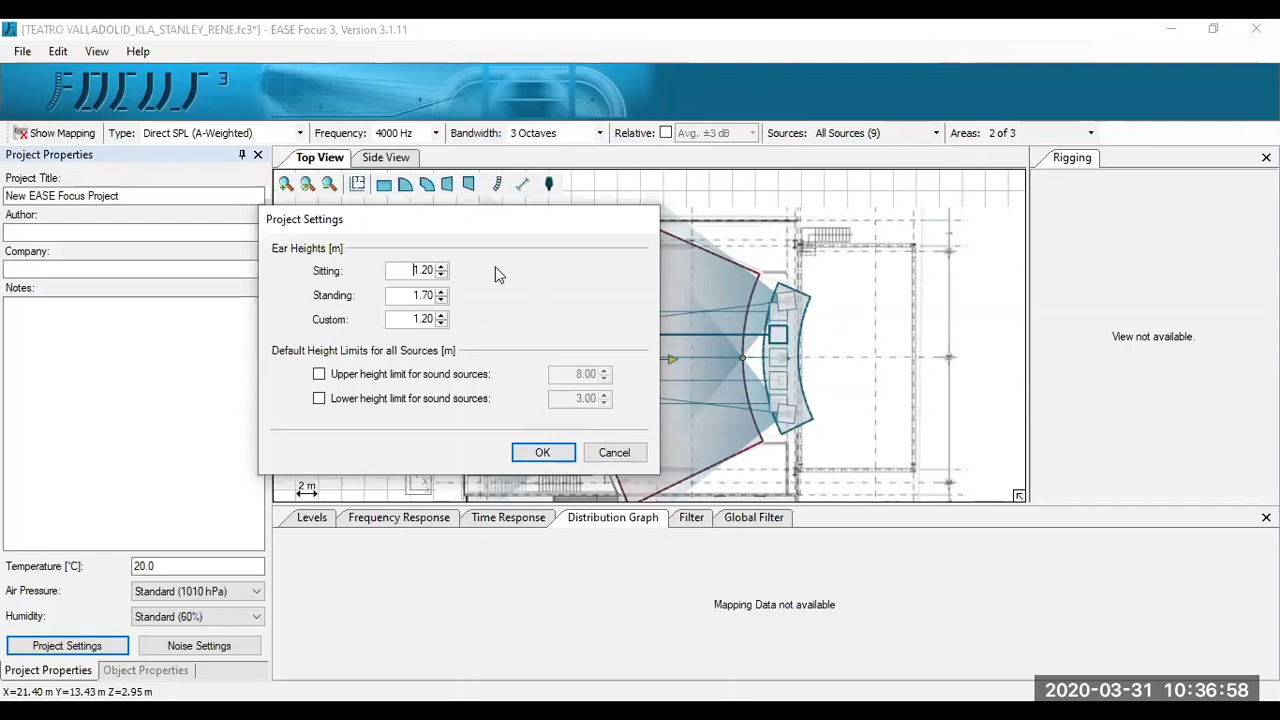 [TEATRO VALLADOLID_KLA_STANLEY_RENE.fc3*] - EASE Focus 3, Version 3.1.11
File Edit View Help
FOCUS 3
Show Mapping Type: Direct SPL (A-Weighted) Frequency: 4000 Hz Bandwidth: 3 Octaves Relative: Avg. ±3 dB Sources: All Sources (9) Areas: 2 of 3
Project Properties
Top View Side View
Rigging
Project Title:
New EASE Focus Project
Author:
Company:
Notes:
Project Settings
Ear Heights [m]
Sitting: 1.20
Standing: 1.70
Custom: 1.20
Default Height Limits for all Sources [m]
Upper height limit for sound sources: 8.00
Lower height limit for sound sources: 3.00
OK Cancel
View not available.
2 m
X
Levels Frequency Response Time Response Distribution Graph Filter Global Filter
Mapping Data not available
Temperature [°C]: 20.0
Air Pressure: Standard (1010 hPa)
Humidity: Standard (60%)
Project Settings Noise Settings
Project Properties Object Properties
X=21.40 m Y=13.43 m Z=2.95 m
2020-03-31 10:36:58